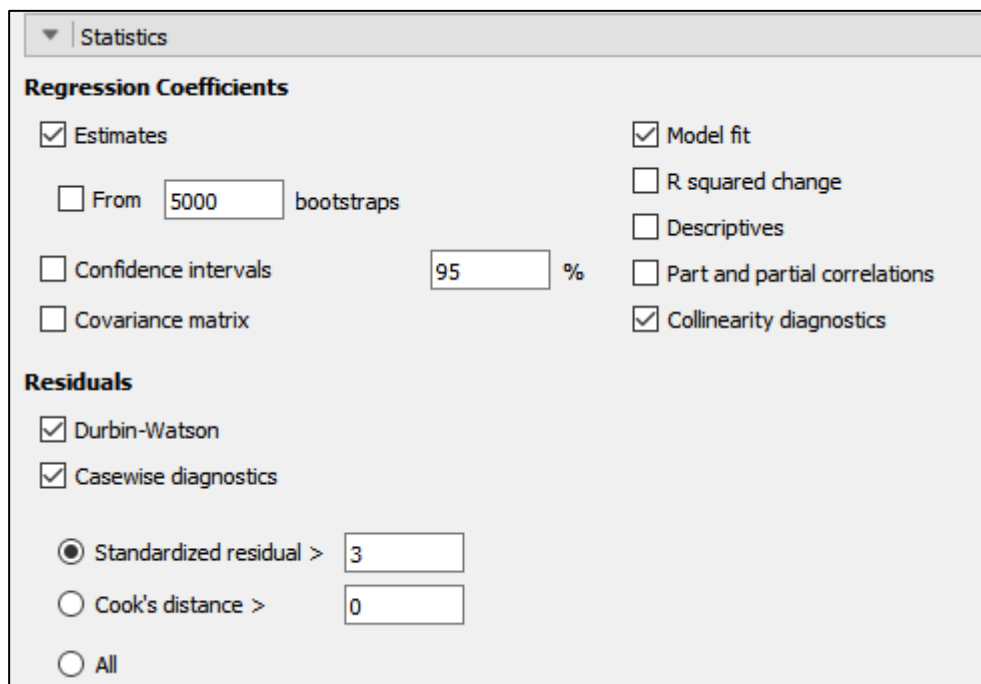 Statistics
Regression Coefficients
Estimates
From 5000 bootstraps
Confidence intervals 95 %
Covariance matrix
Model fit
R squared change
Descriptives
Part and partial correlations
Collinearity diagnostics
Residuals
Durbin-Watson
Casewise diagnostics
Standardized residual > 3
Cook's distance > 0
All